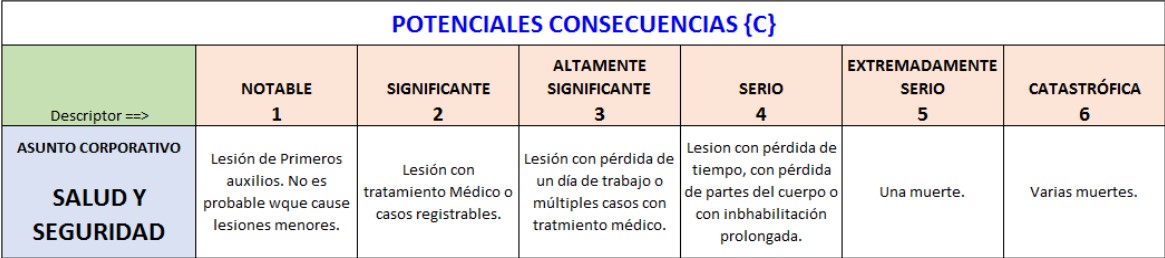 POTENCIALES CONSECUENCIAS {C}
Descriptor ==>
NOTABLE
1
SIGNIFICANTE
2
ALTAMENTE
SIGNIFICANTE
3
SERIO
4
EXTREMADAMENTE
SERIO
5
CATASTRÓFICA
6
ASUNTO CORPORATIVO
SALUD Y
SEGURIDAD
Lesión de Primeros
auxilios. No es
probable wque cause
lesiones menores.
Lesión con
tratamiento Médico o
casos registrables.
Lesión con pérdida de
un día de trabajo o
múltiples casos con
tratmiento médico.
Lesion con pérdida de
tiempo, con pérdida
de partes del cuerpo o
con inbhabilitación
prolongada.
Una muerte.
Varias muertes.